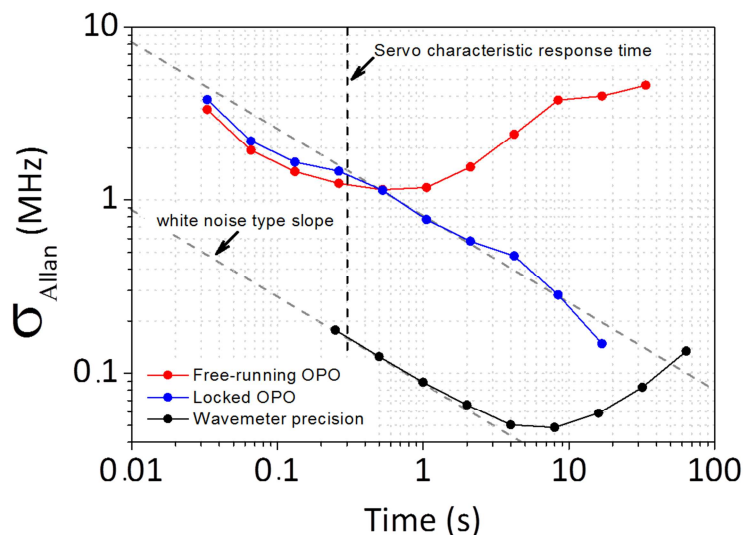 10
Servo characteristic response time
1
white noise type slope
σAllan (MHz)
0.1
Free-running OPO
Locked OPO
Wavemeter precision
0.01 0.1 1 10 100
Time (s)